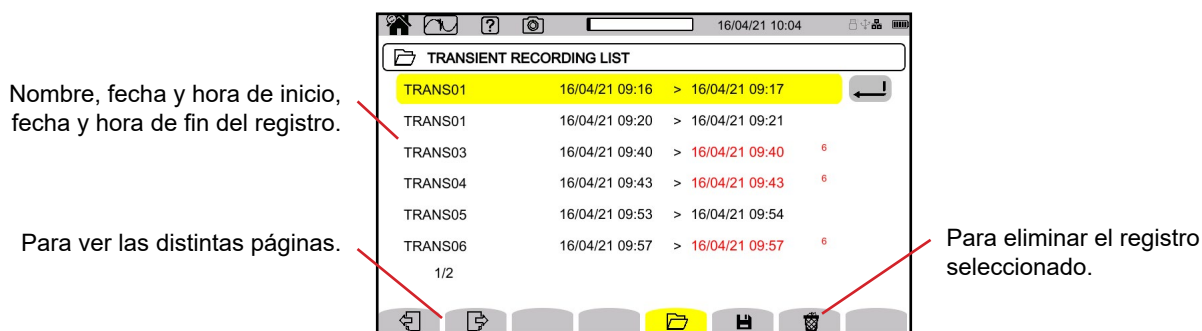 ? 16/04/21 10:04
TRANSIENT RECORDING LIST
Nombre, fecha y hora de inicio,
fecha y hora de fin del registro.
TRANS01 16/04/21 09:16 > 16/04/21 09:17
TRANS01 16/04/21 09:20 > 16/04/21 09:21
TRANS03 16/04/21 09:40 > 16/04/21 09:40 6
TRANS04 16/04/21 09:43 > 16/04/21 09:43 6
TRANS05 16/04/21 09:53 > 16/04/21 09:54
TRANS06 16/04/21 09:57 > 16/04/21 09:57 6
1/2
Para ver las distintas páginas.
Para eliminar el registro
seleccionado.